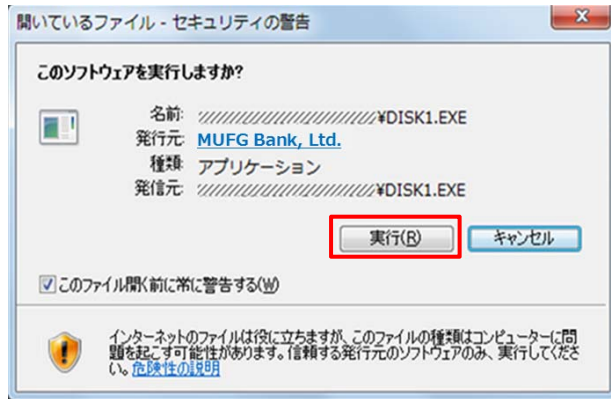 開いているファイル - セキュリティの警告
このソフトウェアを実行しますか?
名前: ¥DISK1.EXE
発行元: MUFG Bank, Ltd.
種類: アプリケーション
発信元: ¥DISK1.EXE
実行(R) キャンセル
このファイル開く前に常に警告する(W)
インターネットのファイルは役に立ちますが、このファイルの種類はコンピューターに問
題を起こす可能性があります。信頼する発行元のソフトウェアのみ、実行してくださ
い。危険性の説明